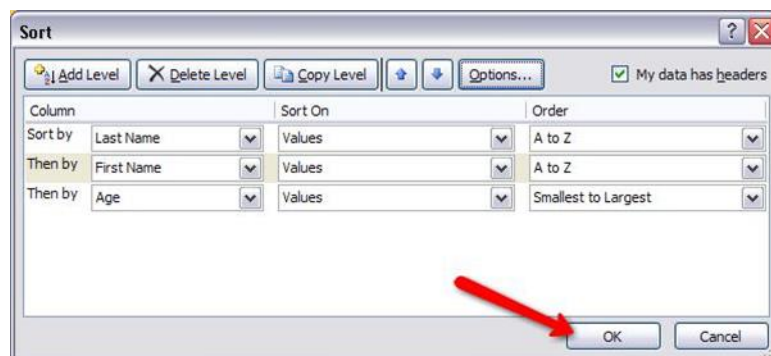 Sort
Add Level Delete Level Copy Level Options... My data has headers
Column Sort On Order
Sort by Last Name Values A to Z
Then by First Name Values A to Z
Then by Age Values Smallest to Largest
OK Cancel